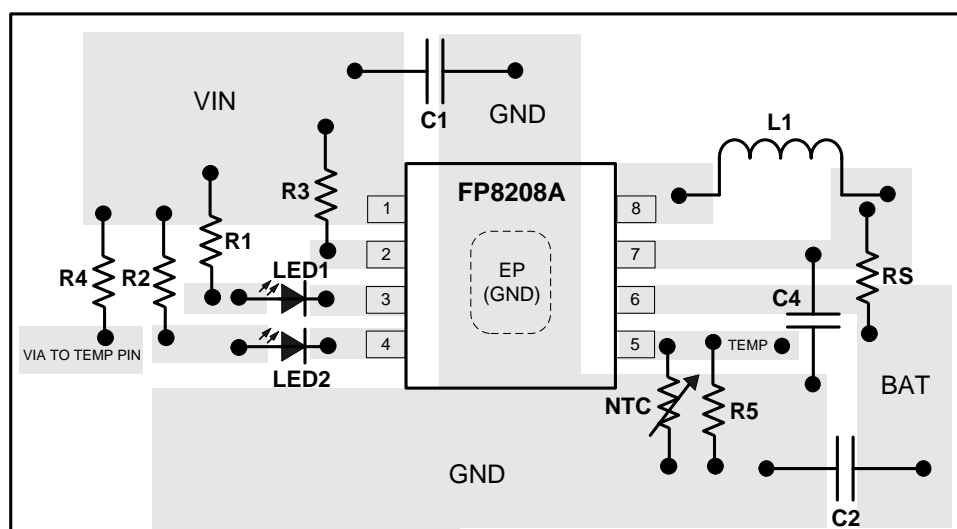 VIN
C1
GND
L1
R3
FP8208A
1
8
R4
R2
R1
2
7
LED1
EP
(GND)
RS
3
6
C4
VIA TO TEMP PIN
4
5
TEMP
LED2
NTC
R5
BAT
GND
C2